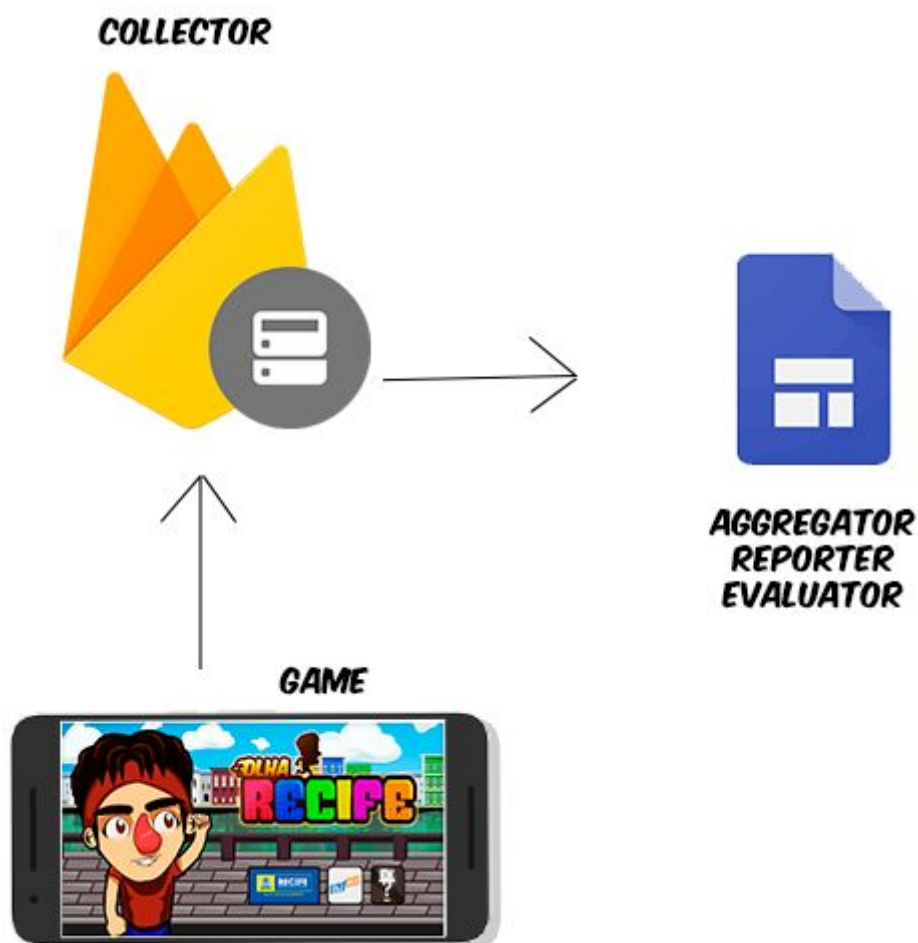 COLLECTOR
AGGREGATOR
REPORTER
EVALUATOR
GAME
OLHA
RECIFE
RECIFE